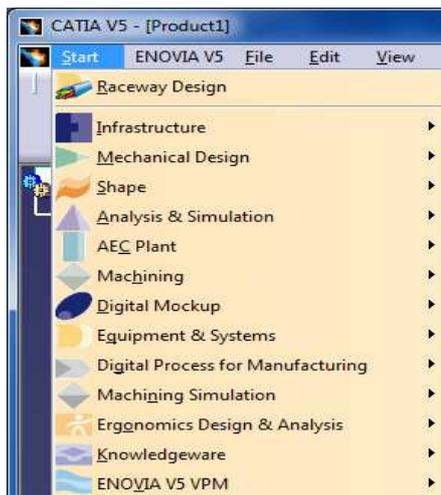 CATIA V5 - [Product1]
Start ENOVIA V5 File Edit View
Raceway Design
Infrastructure
Mechanical Design
Shape
Analysis & Simulation
AEC Plant
Machining
Digital Mockup
Equipment & Systems
Digital Process for Manufacturing
Machining Simulation
Ergonomics Design & Analysis
Knowledgeware
ENOVIA V5 VPM